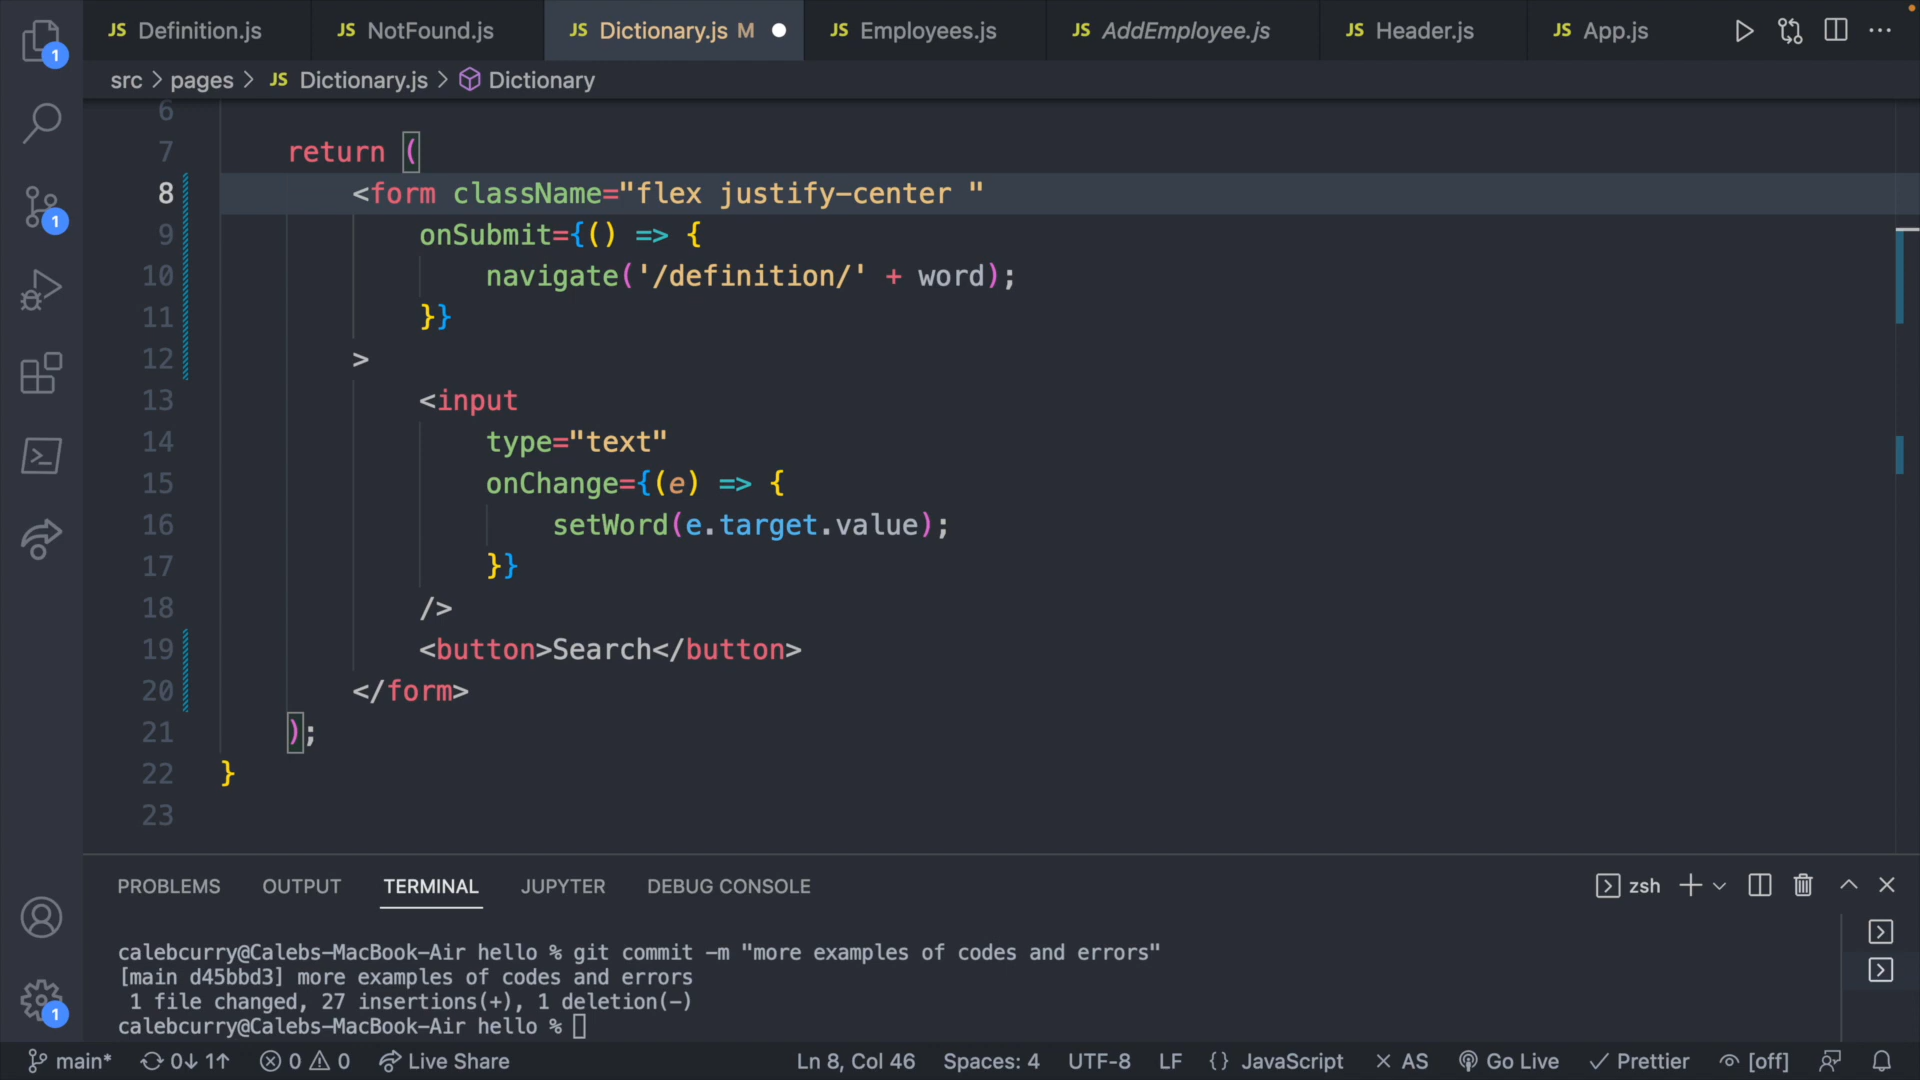 JS Definition.js JS NotFound.js JS Dictionary.js M JS Employees.js JS AddEmployee.js JS Header.js JS App.js
src > pages > JS Dictionary.js > Dictionary
6
7 return (
8 <form className="flex justify-center "
9 onSubmit={() => {
10 navigate('/definition/' + word);
11 }}
12 >
13 <input
14 type="text"
15 onChange={(e) => {
16 setWord(e.target.value);
17 }}
18 />
19 <button>Search</button>
20 </form>
21 );
22 }
23
1
1
1
PROBLEMS OUTPUT TERMINAL JUPYTER DEBUG CONSOLE zsh
calebcurry@Calebs-MacBook-Air hello % git commit -m "more examples of codes and errors"
[main d45bbd3] more examples of codes and errors
1 file changed, 27 insertions(+), 1 deletion(-)
calebcurry@Calebs-MacBook-Air hello %
main* 0↓ 1↑ 0 0 Live Share Ln 8, Col 46 Spaces: 4 UTF-8 LF {} JavaScript × AS Go Live ✓ Prettier [off]